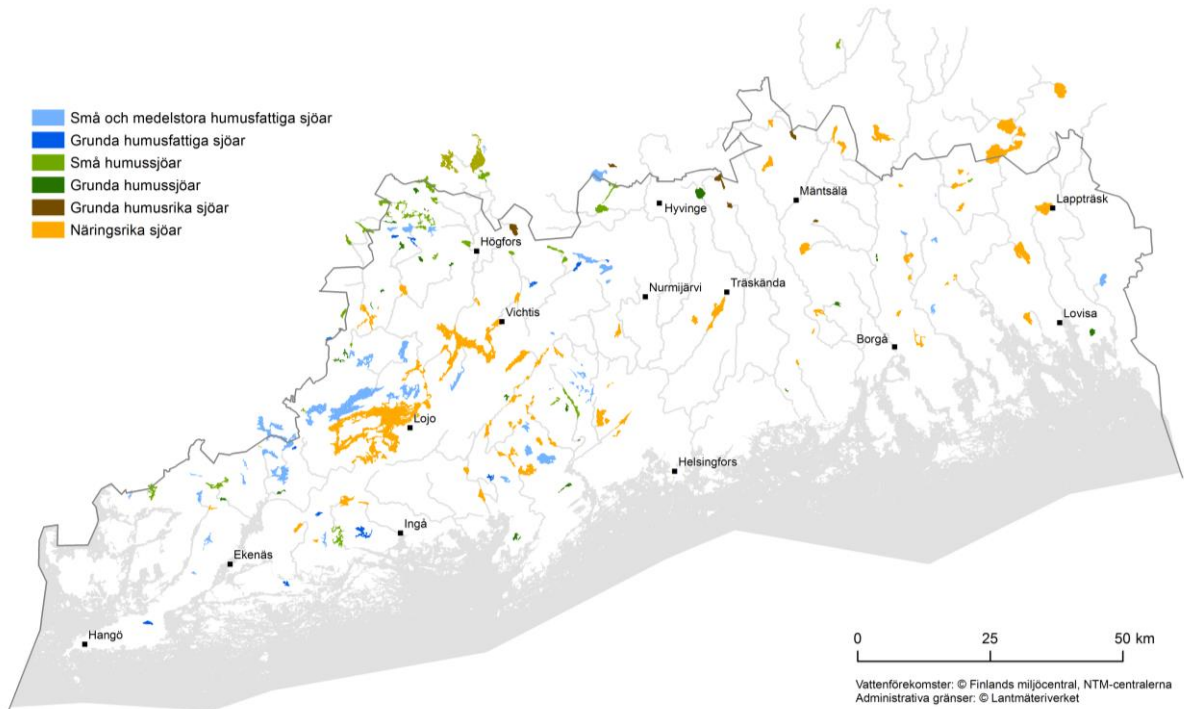 Små och medelstora humusfattiga sjöar
Grunda humusfattiga sjöar
Små humussjöar
Grunda humussjöar
Grunda humusrika sjöar
Näringsrika sjöar
Mäntsälä
Hyvinge
Lappträsk
Högfors
Träskända
Nurmijärvi
Vichtis
Lovisa
Borgå
Lojo
Helsingfors
Ingå
Ekenäs
Hangö
0 25 50 km
Vattenförekomster: © Finlands miljöcentral, NTM-centralerna
Administrativa gränser: © Lantmäteriverket